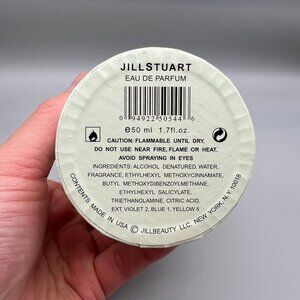 JILLSTUART
EAU DE PARFUM
0 94922 50544 6
℮50 ml 1.7fl.oz.
CAUTION: FLAMMABLE UNTIL DRY,
DO NOT USE NEAR FIRE, FLAME OR HEAT.
AVOID SPRAYING IN EYES
INGREDIENTS: ALCOHOL DENATURED, WATER,
FRAGRANCE, ETHYLHEXYL METHOXYCINNAMATE,
BUTYL METHOXYDIBENZOYLMETHANE,
ETHYLHEXYL SALICYLATE,
TRIETHANOLAMINE, CITRIC ACID,
EXT. VIOLET 2, BLUE 1, YELLOW 5
CONTENTS MADE IN USA © JILLBEAUTY LLC, NEW YORK, N.Y 10018